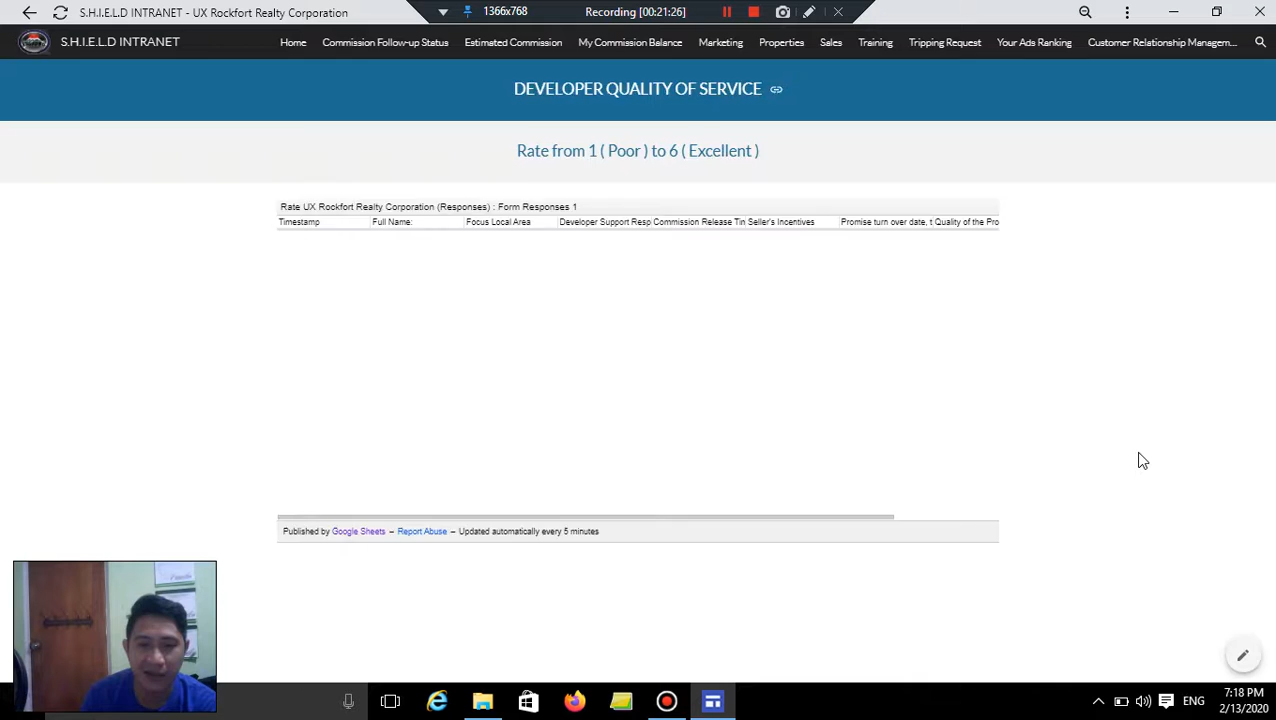 S.H.I.E.L.D INTRANET - UX Rockfort Realty Corporation
1366x768
Recording [00:21:26]
S.H.I.E.L.D INTRANET
Home
Commission Follow-up Status
Estimated Commission
My Commission Balance
Marketing
Properties
Sales
Training
Tripping Request
Your Ads Ranking
Customer Relationship Managem...
DEVELOPER QUALITY OF SERVICE
Rate from 1 ( Poor ) to 6 ( Excellent )
Rate UX Rockfort Realty Corporation (Responses) : Form Responses 1
Timestamp
Full Name:
Focus Local Area
Developer Support Resp
Commission Release Tin
Seller's Incentives
Promise turn over date, t
Quality of the Pro
Published by Google Sheets – Report Abuse – Updated automatically every 5 minutes
ENG
7:18 PM
2/13/2020